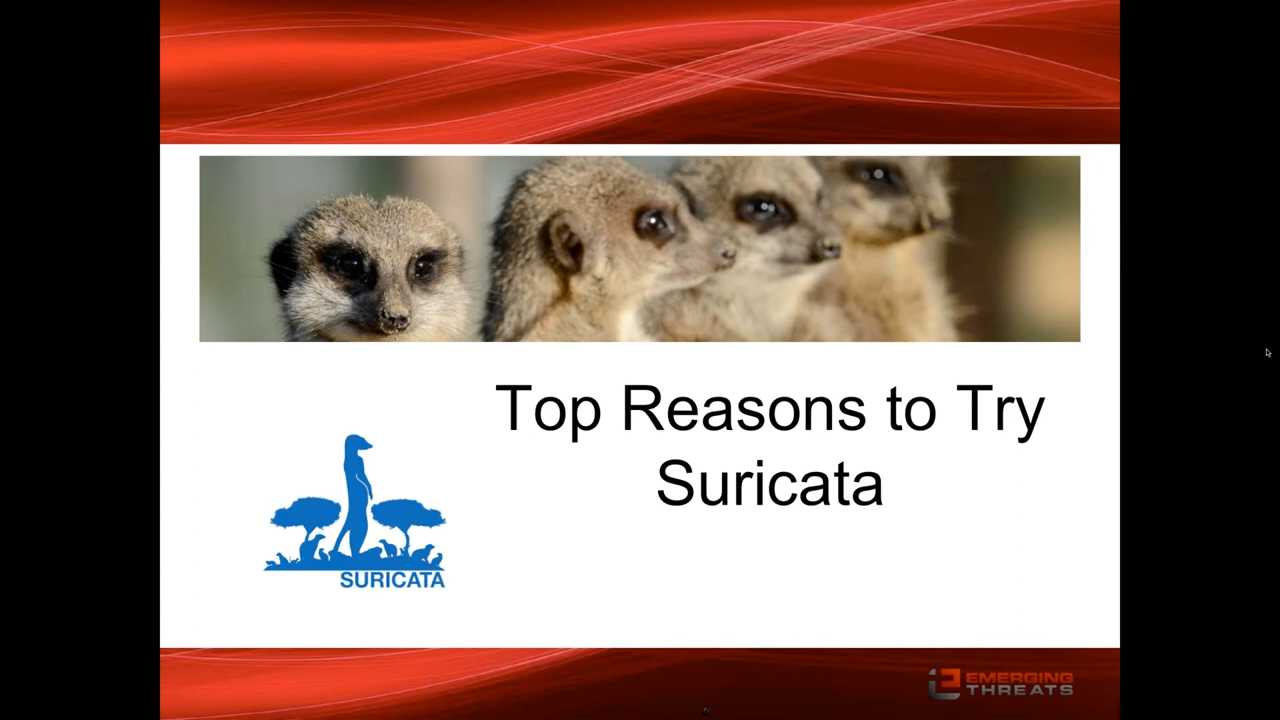 Top Reasons to Try
Suricata
SURICATA
EMERGING
THREATS